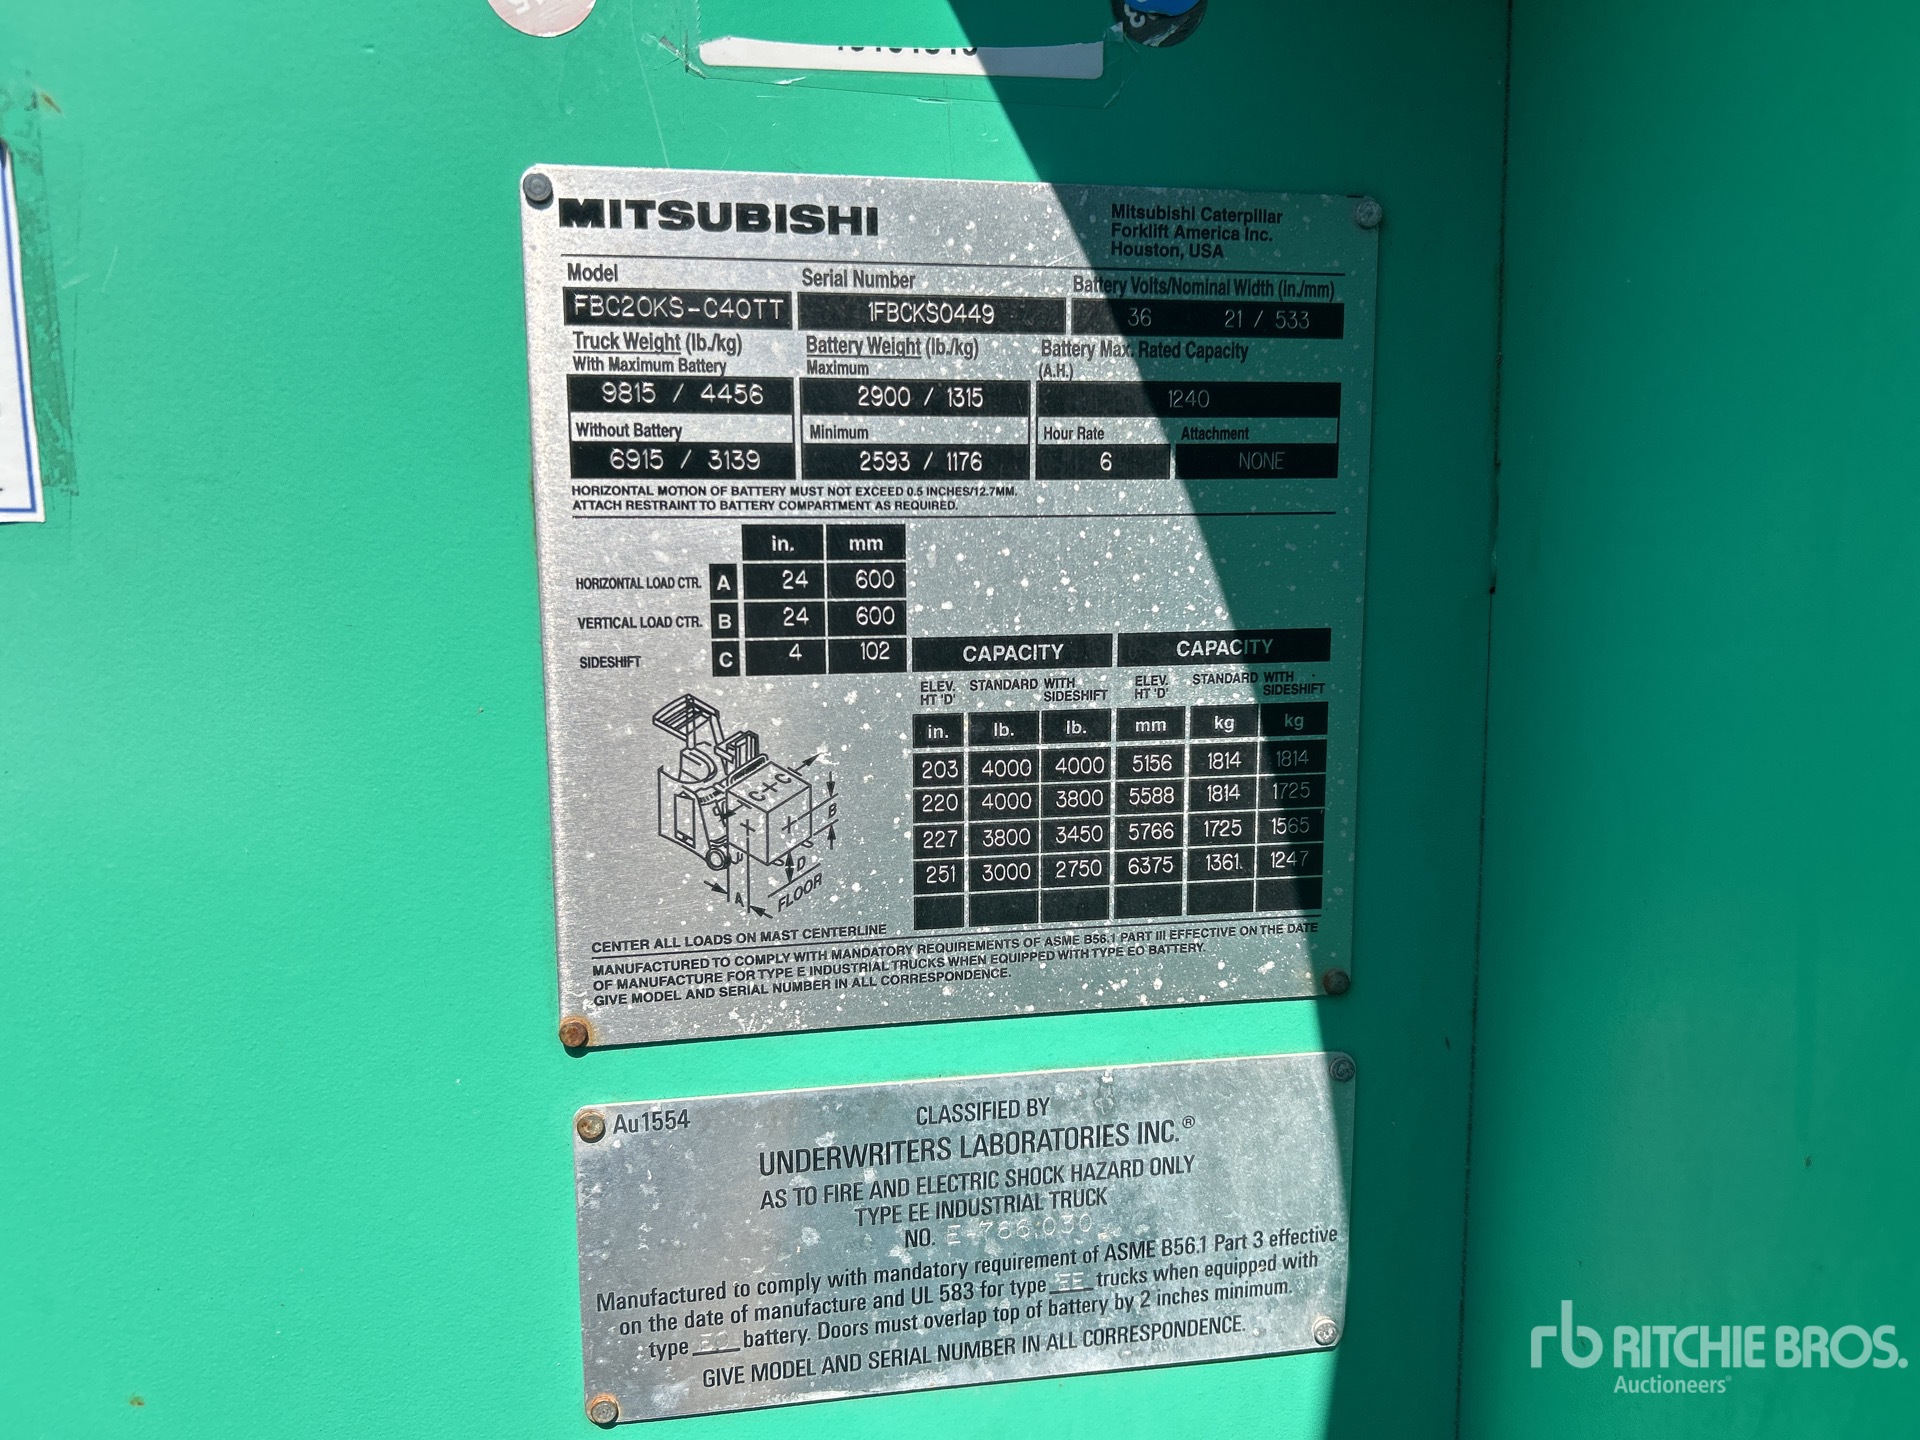 MITSUBISHI
Mitsubishi Caterpillar
Forklift America Inc.
Houston, USA
Model Serial Number Battery Volts/Nominal Width (in./mm)
FBC20KS-C40TT 1FBCKS0449 36 21 / 533
Truck Weight (lb./kg) Battery Weight (lb./kg) Battery Max. Rated Capacity
With Maximum Battery Maximum (A.H.)
9815 / 4456 2900 / 1315 1240
Without Battery Minimum Hour Rate Attachment
6915 / 3139 2593 / 1176 6 NONE
HORIZONTAL MOTION OF BATTERY MUST NOT EXCEED 0.5 INCHES/12.7MM.
ATTACH RESTRAINT TO BATTERY COMPARTMENT AS REQUIRED.
in. mm
HORIZONTAL LOAD CTR. A 24 600
VERTICAL LOAD CTR. B 24 600
SIDESHIFT C 4 102
CAPACITY CAPACITY
ELEV. STANDARD WITH ELEV. STANDARD WITH
HT 'D' SIDESHIFT HT 'D' SIDESHIFT
in. lb. lb. mm kg kg
203 4000 4000 5156 1814 1814
220 4000 3800 5588 1814 1725
227 3800 3450 5766 1725 1565
251 3000 2750 6375 1361 1247
C C
B
D
A
FLOOR
CENTER ALL LOADS ON MAST CENTERLINE
MANUFACTURED TO COMPLY WITH MANDATORY REQUIREMENTS OF ASME B56.1 PART III EFFECTIVE ON THE DATE
OF MANUFACTURE FOR TYPE E INDUSTRIAL TRUCKS WHEN EQUIPPED WITH TYPE EO BATTERY.
GIVE MODEL AND SERIAL NUMBER IN ALL CORRESPONDENCE.
Au1554
CLASSIFIED BY
UNDERWRITERS LABORATORIES INC.®
AS TO FIRE AND ELECTRIC SHOCK HAZARD ONLY
TYPE EE INDUSTRIAL TRUCK
NO. E-766,030
Manufactured to comply with mandatory requirement of ASME B56.1 Part 3 effective
on the date of manufacture and UL 583 for type EE trucks when equipped with
type EO battery. Doors must overlap top of battery by 2 inches minimum.
GIVE MODEL AND SERIAL NUMBER IN ALL CORRESPONDENCE.
rb RITCHIE BROS.
Auctioneers